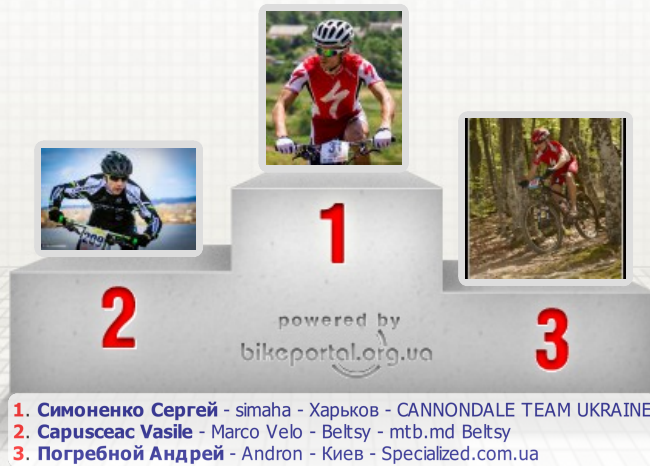 1
2
3
powered by
bikeportal.org.ua
1. Симоненко Сергей - simaha - Харьков - CANNONDALE TEAM UKRAINE
2. Capusceac Vasile - Marco Velo - Beltsy - mtb.md Beltsy
3. Погребной Андрей - Andron - Киев - Specialized.com.ua